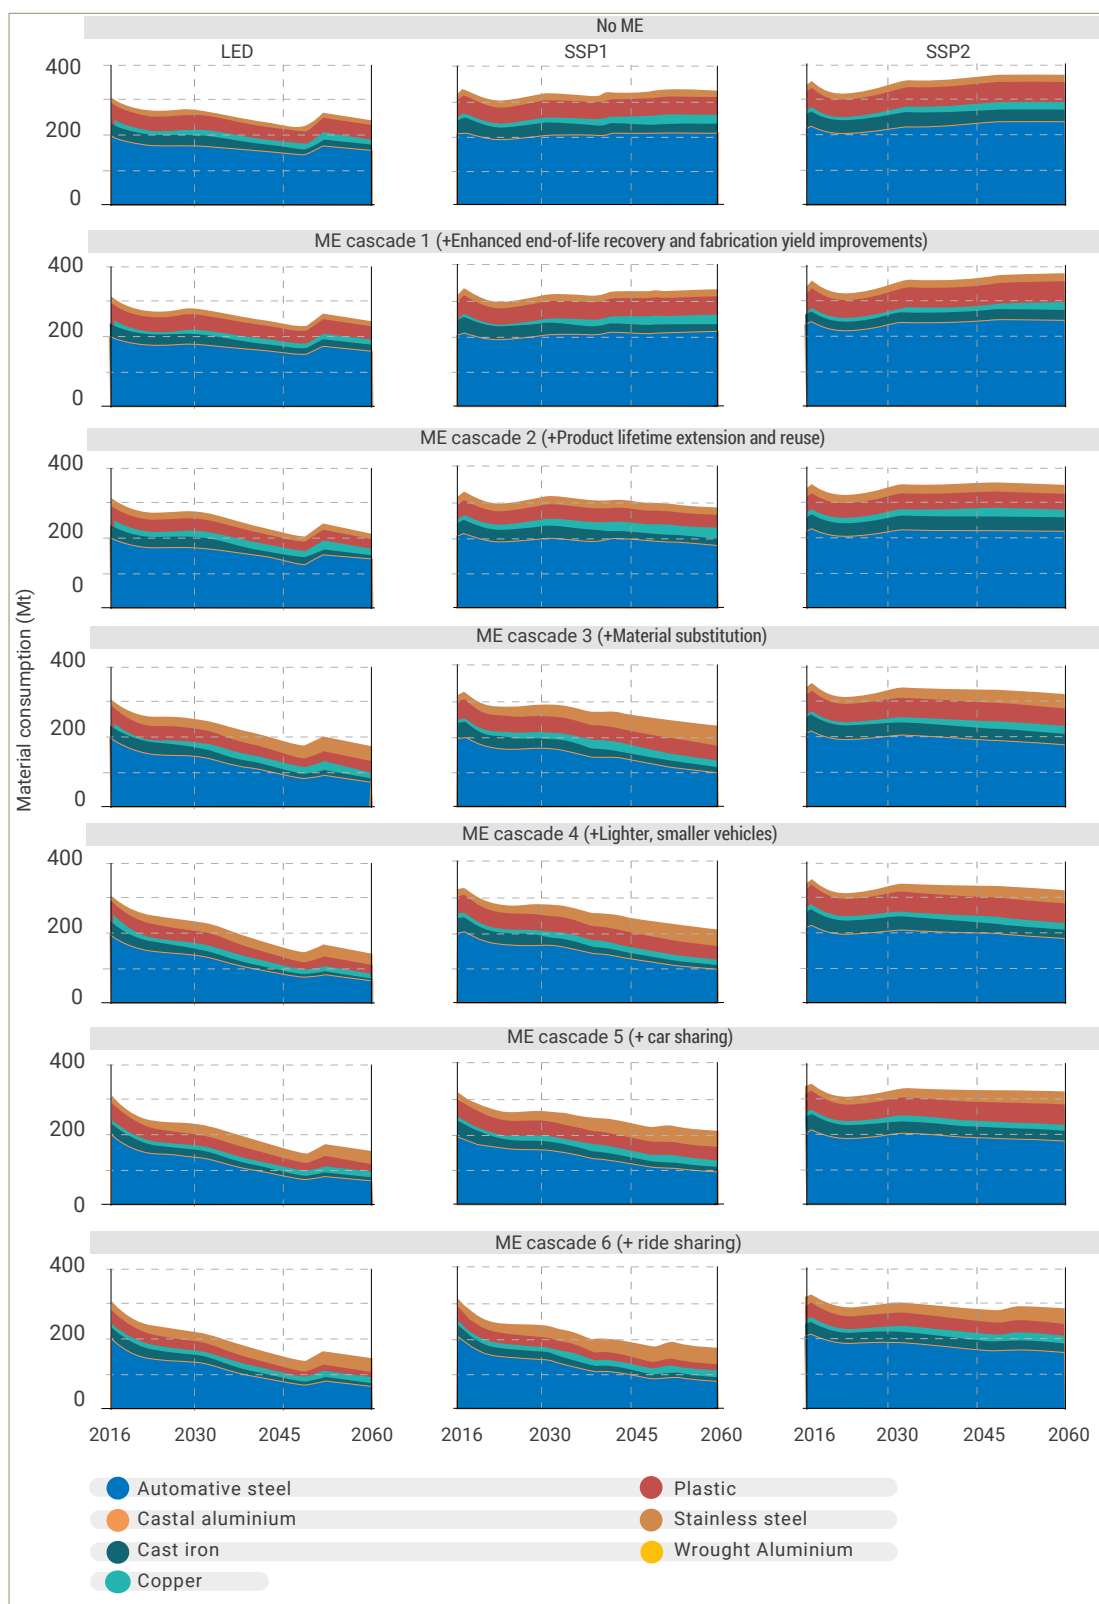 No ME
LED SSP1 SSP2
400
200
0
ME cascade 1 (+Enhanced end-of-life recovery and fabrication yield improvements)
400
200
0
ME cascade 2 (+Product lifetime extension and reuse)
400
200
0
Material consumption (Mt)
ME cascade 3 (+Material substitution)
400
200
0
ME cascade 4 (+Lighter, smaller vehicles)
400
200
0
ME cascade 5 (+ car sharing)
400
200
0
ME cascade 6 (+ ride sharing)
400
200
0
2016 2030 2045 2060 2016 2030 2045 2060 2016 2030 2045 2060
Automative steel Plastic
Castal aluminium Stainless steel
Cast iron Wrought Aluminium
Copper